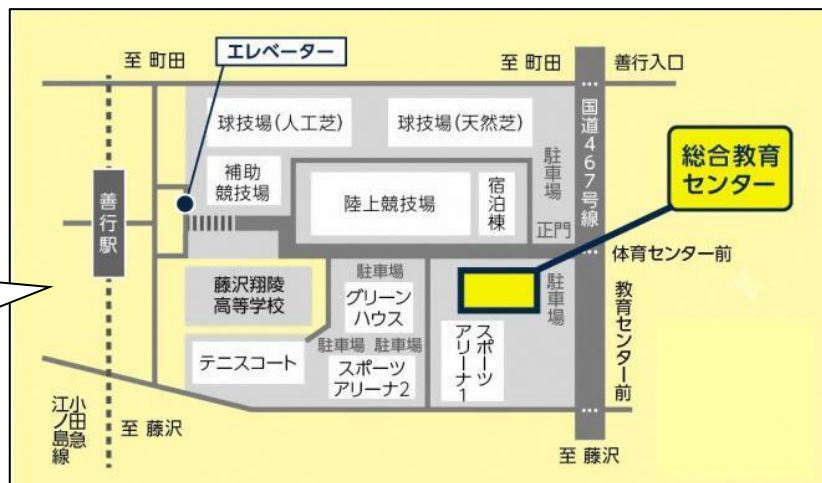 エレベーター
至 町田
至 町田
善行入口
球技場(人工芝)
球技場(天然芝)
国道467号線
総合教育
センター
補助
競技場
陸上競技場
宿泊棟
駐車場
正門
善行駅
体育センター前
藤沢翔陵
高等学校
駐車場
グリーン
ハウス
駐車場
教育センター前
テニスコート
駐車場
駐車場
スポーツ
アリーナ2
スポーツ
アリーナ1
小田急
江ノ島線
至 藤沢
至 藤沢